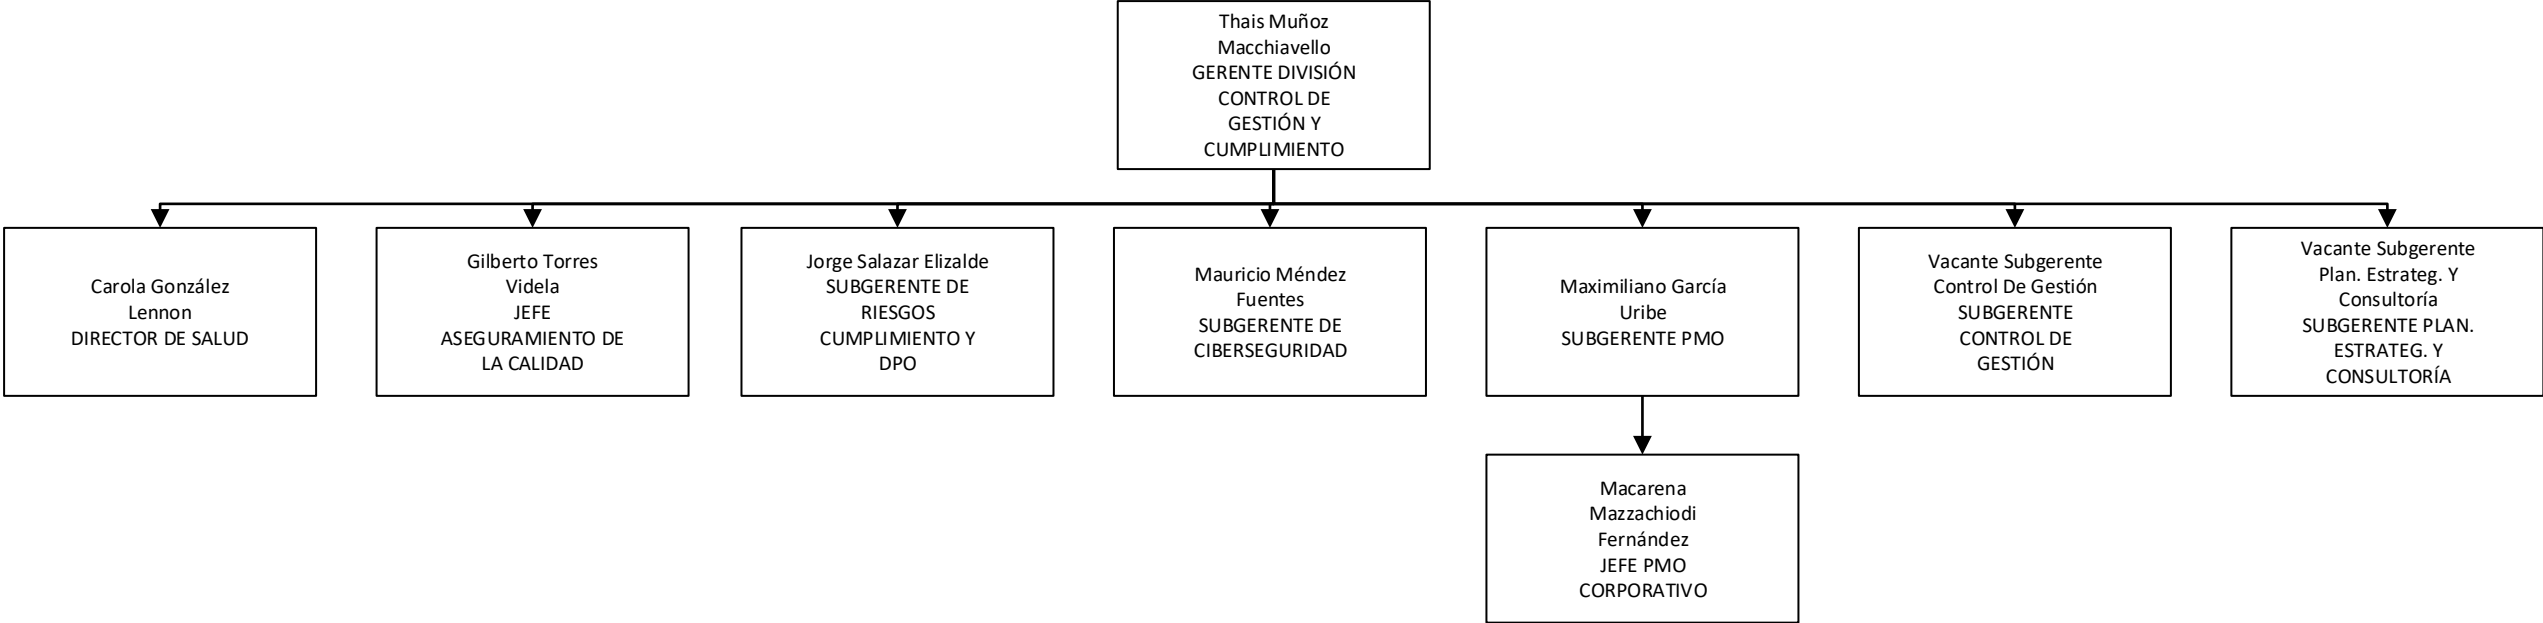 Thais Muñoz
Macchiavello
GERENTE DIVISIÓN
CONTROL DE
GESTIÓN Y
CUMPLIMIENTO
Carola González
Lennon
DIRECTOR DE SALUD
Gilberto Torres
Videla
JEFE
ASEGURAMIENTO DE
LA CALIDAD
Jorge Salazar Elizalde
SUBGERENTE DE
RIESGOS
CUMPLIMIENTO Y
DPO
Mauricio Méndez
Fuentes
SUBGERENTE DE
CIBERSEGURIDAD
Maximiliano García
Uribe
SUBGERENTE PMO
Vacante Subgerente
Control De Gestión
SUBGERENTE
CONTROL DE
GESTIÓN
Vacante Subgerente
Plan. Estrateg. Y
Consultoría
SUBGERENTE PLAN.
ESTRATEG. Y
CONSULTORÍA
Macarena
Mazzachiodi
Fernández
JEFE PMO
CORPORATIVO